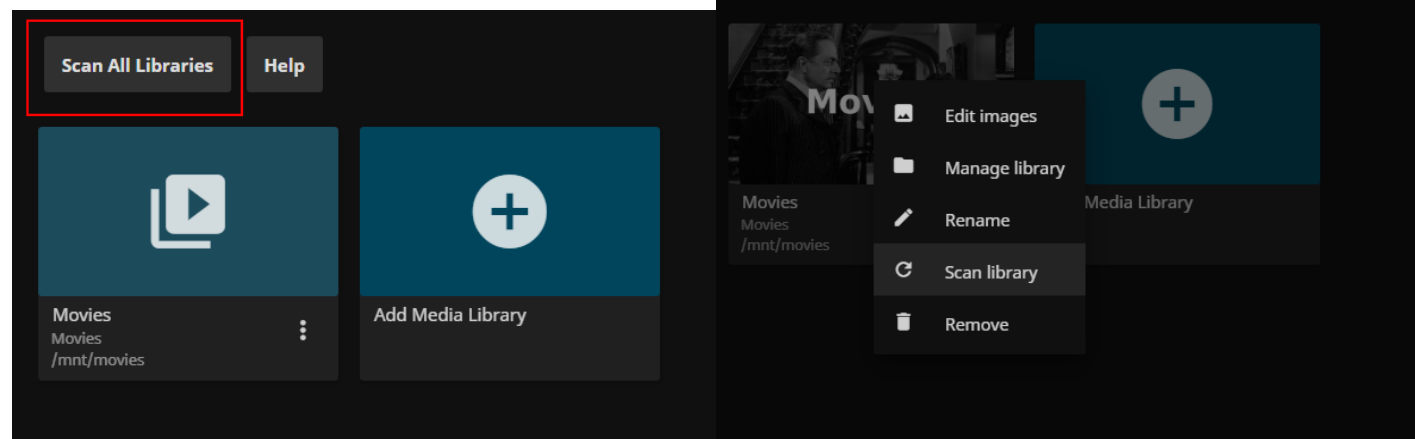 Scan All Libraries
Help
Movies
Movies
/mnt/movies
Add Media Library
Mov
Movies
Movies
/mnt/movies
Media Library
Edit images
Manage library
Rename
Scan library
Remove